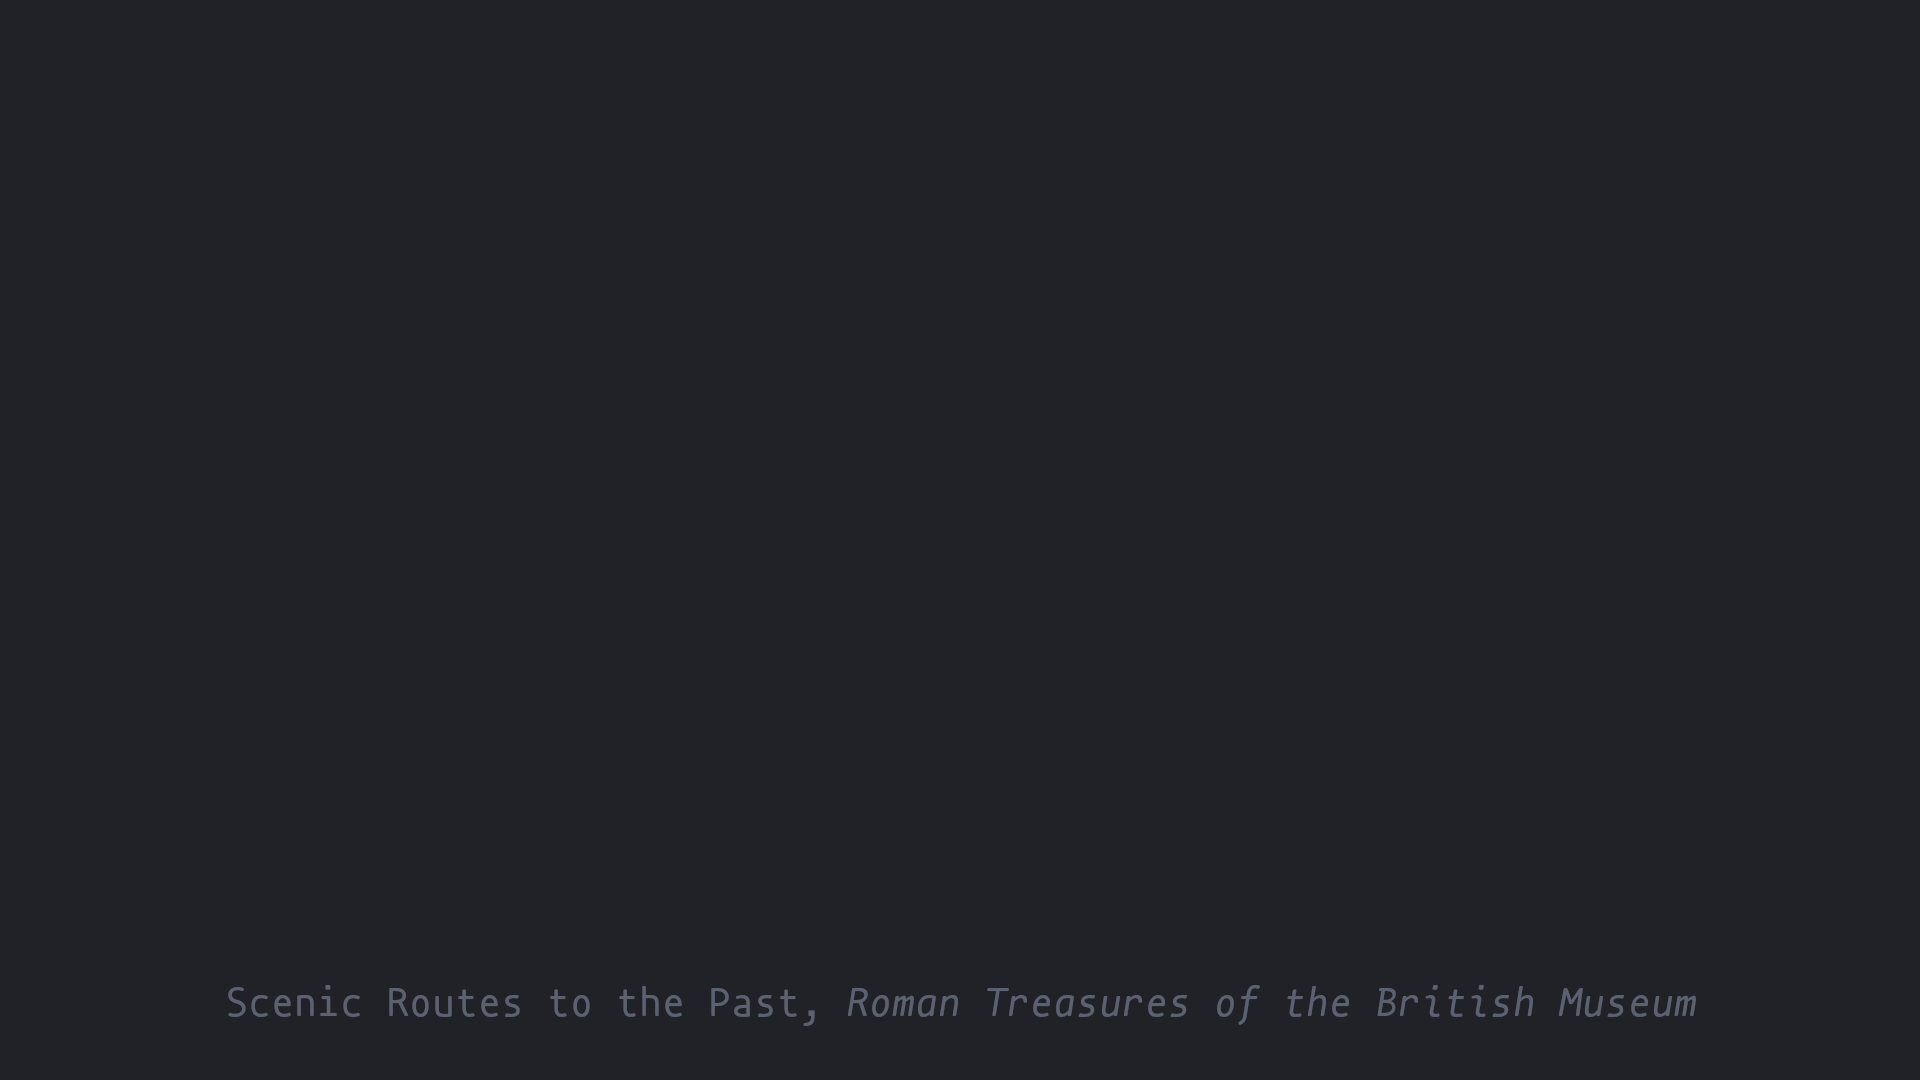 Scenic Routes to the Past, Roman Treasures of the British Museum